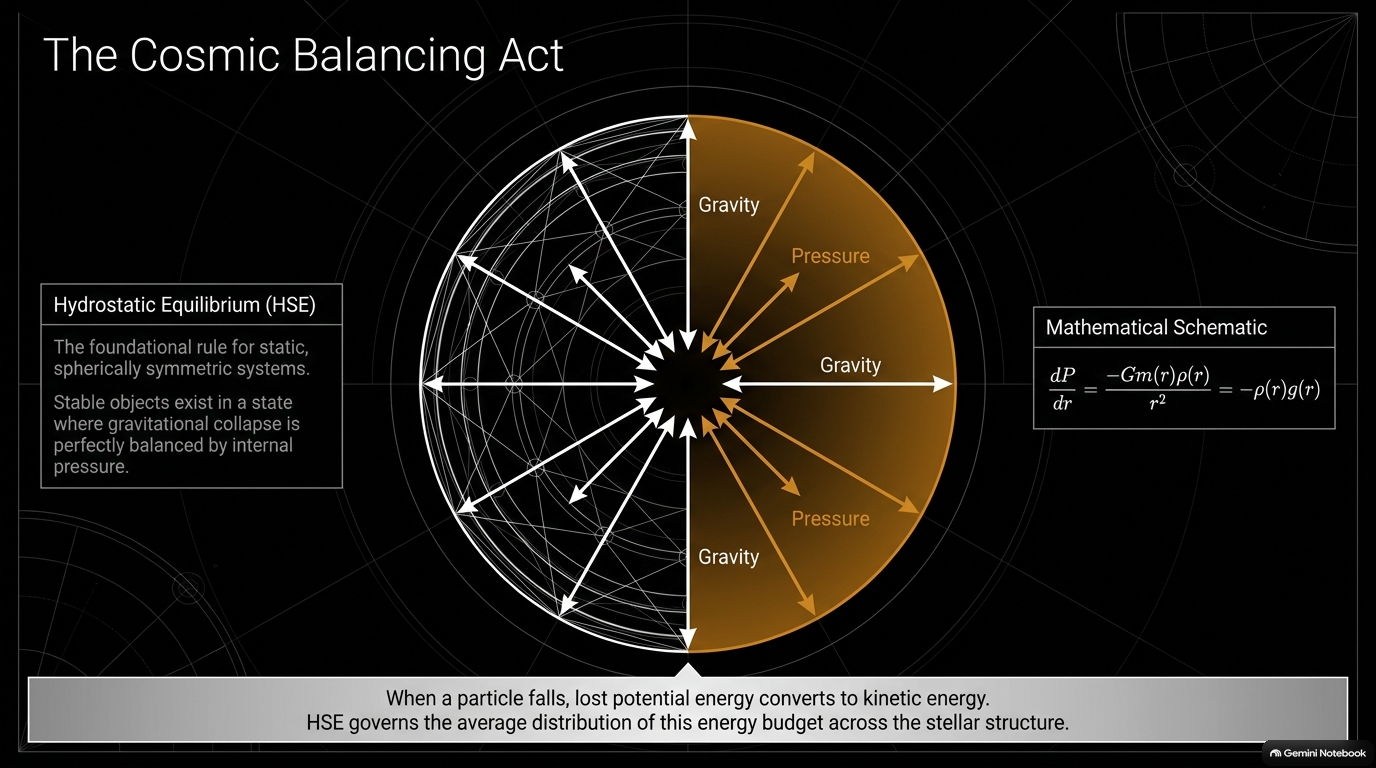 The Cosmic Balancing Act
Gravity
Pressure
Hydrostatic Equilibrium (HSE)
The foundational rule for static,
spherically symmetric systems.
Stable objects exist in a state
where gravitational collapse is
perfectly balanced by internal
pressure.
Gravity
Mathematical Schematic
dP/dr = -Gm(r)ρ(r)/r² = -ρ(r)g(r)
Pressure
Gravity
When a particle falls, lost potential energy converts to kinetic energy.
HSE governs the average distribution of this energy budget across the stellar structure.
Gemini Notebook